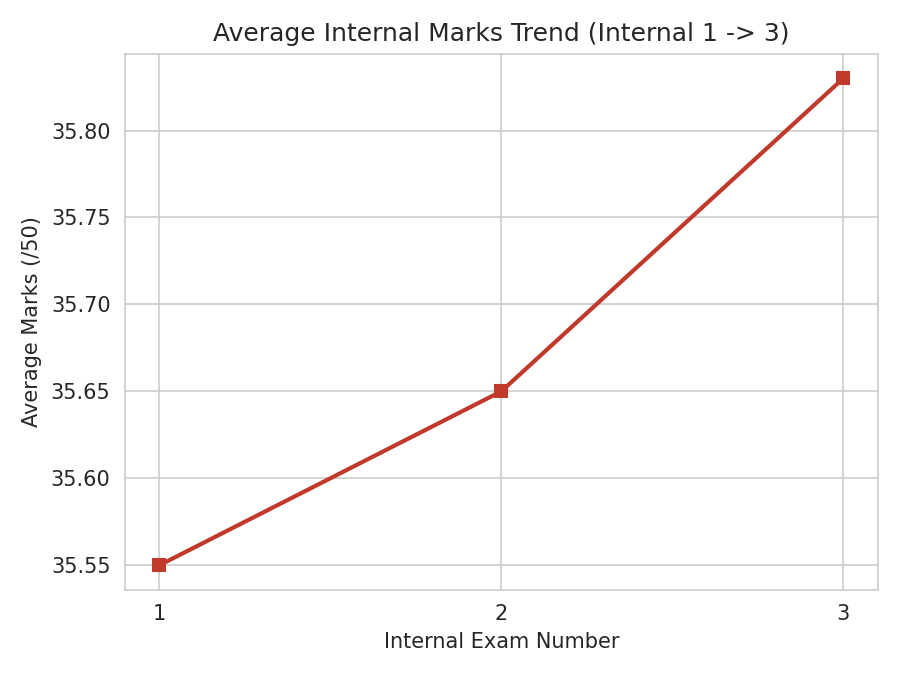 Average Internal Marks Trend (Internal 1 -> 3)
Average Marks (/50)
35.80
35.75
35.70
35.65
35.60
35.55
1 2 3
Internal Exam Number